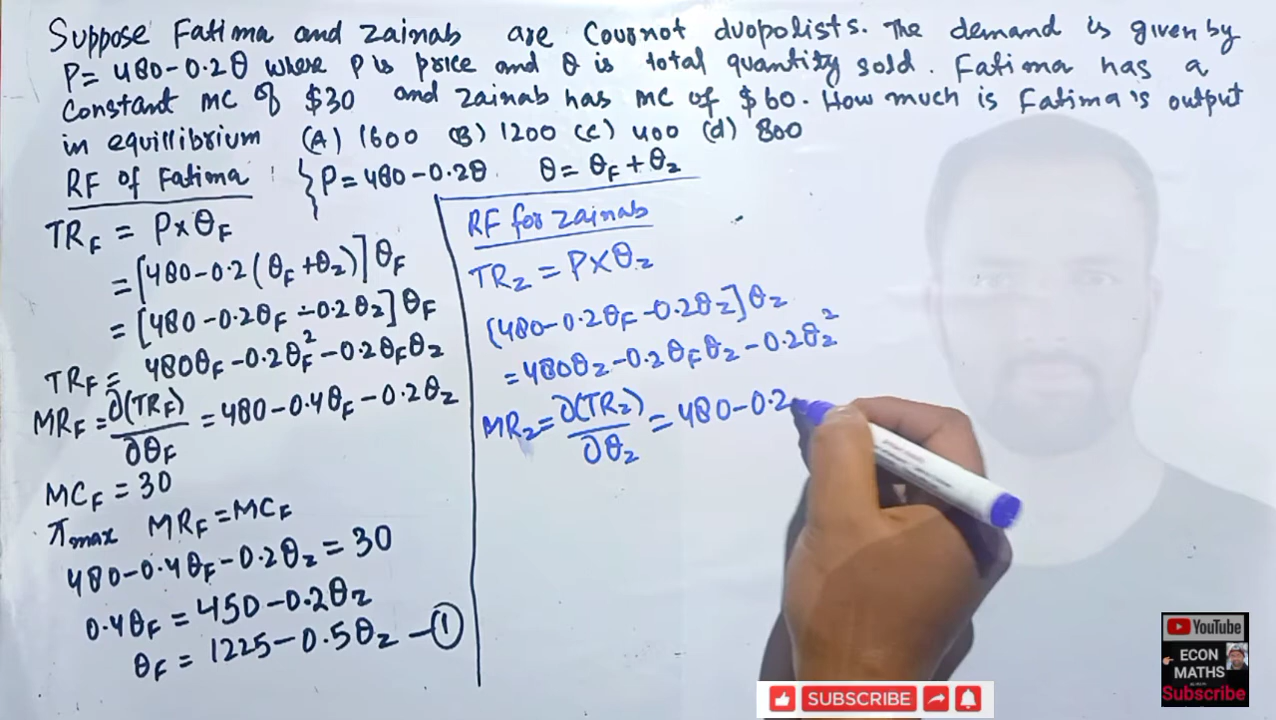 Suppose Fatima and Zainab are Cournot duopolists. The demand is given by
P= 480-0.2θ where P is price and θ is total quantity sold. Fatima has a
Constant MC of $30 and Zainab has MC of $60. How much is Fatima's output
in equillibrium (A) 1600 (B) 1200 (c) 400 (d) 800
RF of Fatima : } P=480-0.2θ. θ= θF+θz
TRF = P×θF
= [480-0.2(θF+θz)]θF
= [480-0.2θF-0.2θz]θF
TRF= 480θF-0.2θF²-0.2θFθz
MRF=∂(TRF)/∂θF =480-0.4θF-0.2θz
MCF=30
πmax MRF=MCF
480-0.4θF-0.2θz=30
0.4θF=450-0.2θz
θF= 1225-0.5θz -①
RF for Zainab
TRz=P×θz
[480-0.2θF-0.2θz]θz
=480θz-0.2θFθz-0.2θz²
MRz=∂(TRz)/∂θz =480-0.2
YouTube
ECON
MATHS
Subscribe
SUBSCRIBE